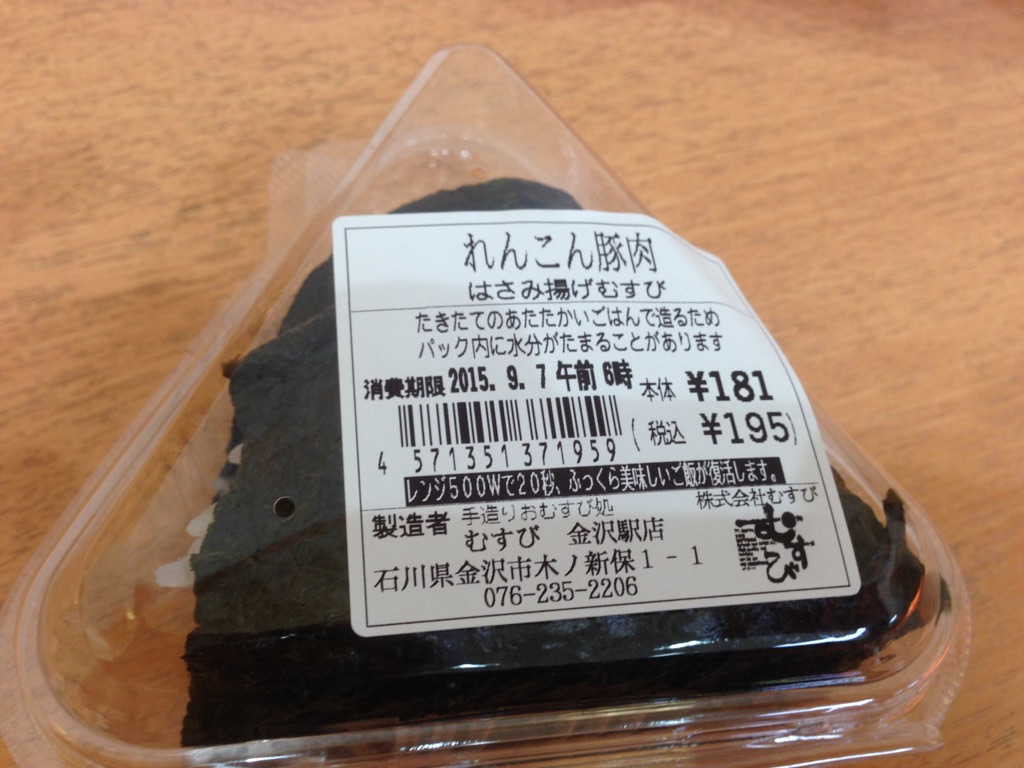 れんこん豚肉
はさみ揚げむすび
たきたてのあたたかいごはんで造るため
パック内に水分がたまることがあります
消費期限 2015. 9. 7 午前 6時 本体 ¥181
(税込 ¥195)
4 571351 371959
レンジ500Wで20秒、ふっくら美味しいご飯が復活します。
製造者 手造りおむすび処 株式会社むすび
むすび 金沢駅店
むすび
石川県金沢市木ノ新保1-1
076-235-2206